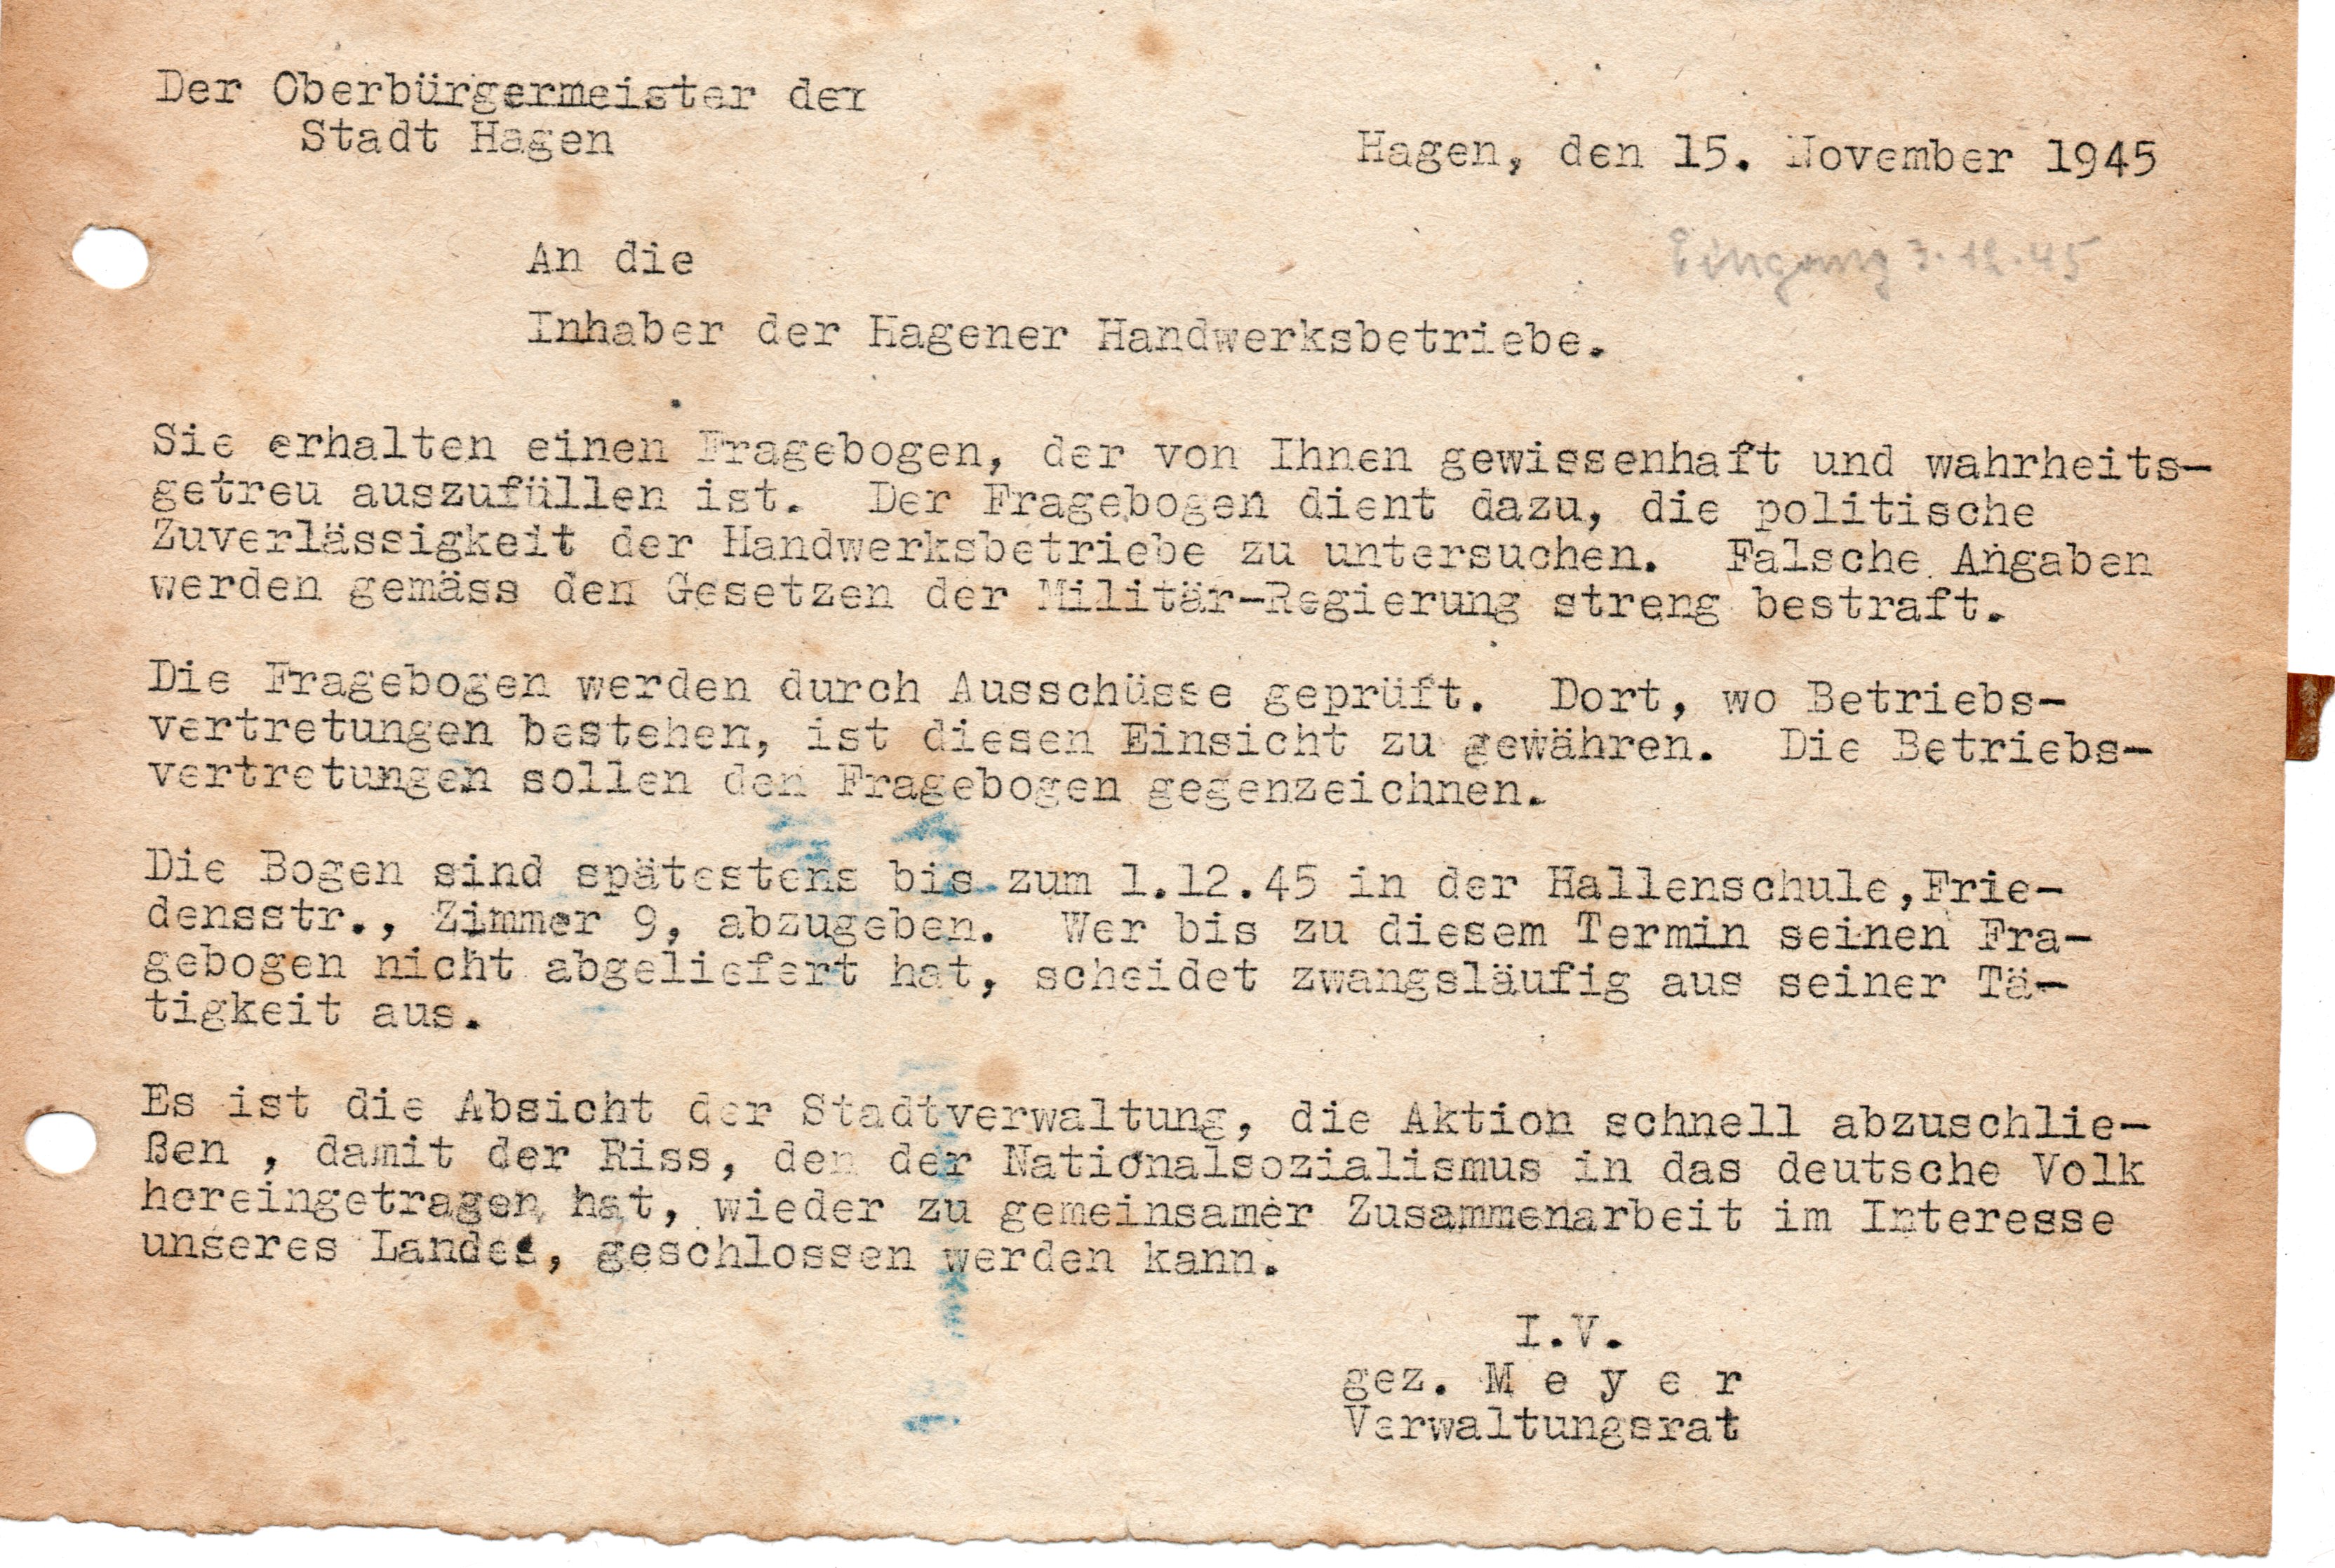 Der Oberbürgermeister der
Stadt Hagen
Hagen, den 15. November 1945
Eingang 3.12.45
An die
Inhaber der Hagener Handwerksbetriebe.
Sie erhalten einen Fragebogen, der von Ihnen gewissenhaft und wahrheits-
getreu auszufüllen ist. Der Fragebogen dient dazu, die politische
Zuverlässigkeit der Handwerksbetriebe zu untersuchen. Falsche Angaben
werden gemäss den Gesetzen der Militär-Regierung streng bestraft.
Die Fragebogen werden durch Ausschüsse geprüft. Dort, wo Betriebs-
vertretungen bestehen, ist diesen Einsicht zu gewähren. Die Betriebs-
vertretungen sollen den Fragebogen gegenzeichnen.
Die Bogen sind spätestens bis zum 1.12.45 in der Hallenschule,Frie-
densstr., Zimmer 9, abzugeben. Wer bis zu diesem Termin seinen Fra-
gebogen nicht abgeliefert hat, scheidet zwangsläufig aus seiner Tä-
tigkeit aus.
Es ist die Absicht der Stadtverwaltung, die Aktion schnell abzuschlie-
ßen , damit der Riss, den der Nationalsozialismus in das deutsche Volk
hereingetragen hat, wieder zu gemeinsamer Zusammenarbeit im Interesse
unseres Landes, geschlossen werden kann.
I.V.
gez. M e y e r
Verwaltungsrat